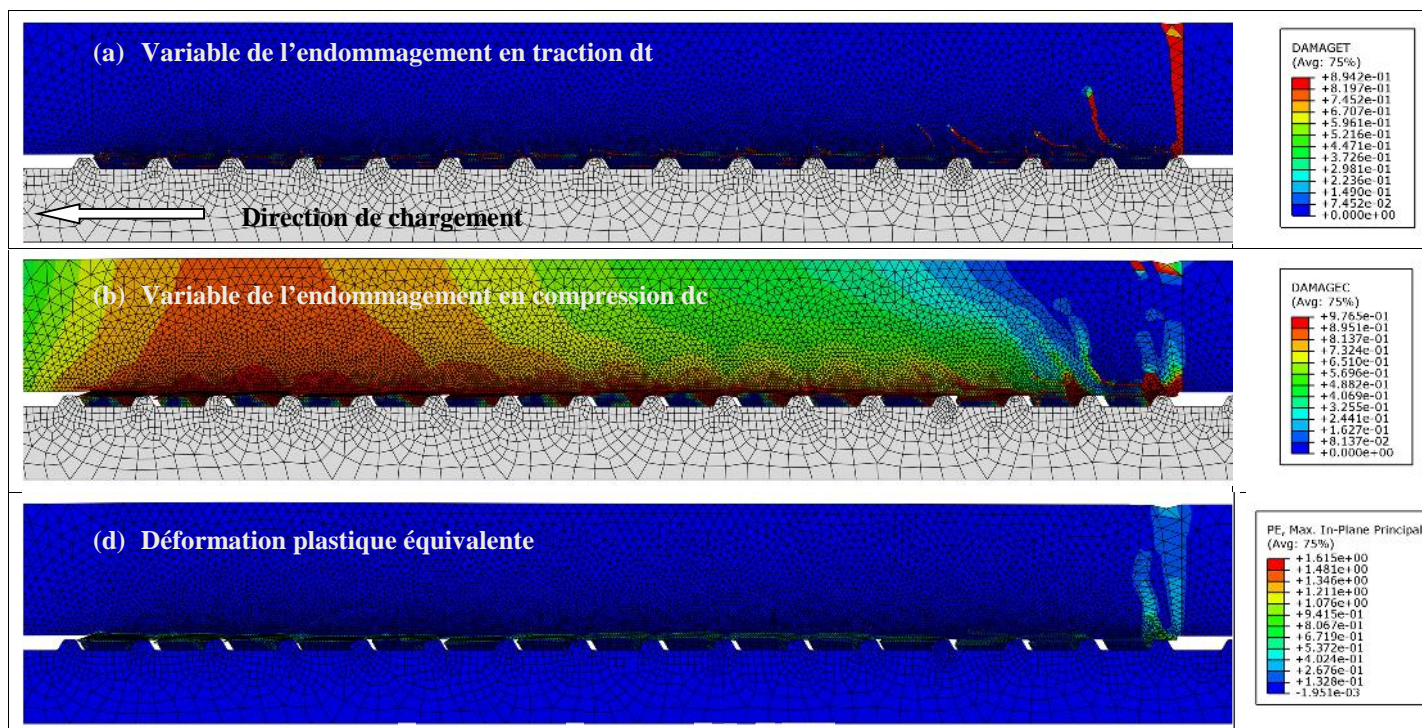 (a) Variable de l’endommagement en traction dt
Direction de chargement
DAMAGET
(Avg: 75%)
+8.942e-01
+8.197e-01
+7.452e-01
+6.707e-01
+5.961e-01
+5.216e-01
+4.471e-01
+3.726e-01
+2.981e-01
+2.236e-01
+1.490e-01
+7.452e-02
+0.000e+00
(b) Variable de l’endommagement en compression dc
DAMAGEC
(Avg: 75%)
+9.765e-01
+8.951e-01
+8.137e-01
+7.324e-01
+6.510e-01
+5.696e-01
+4.882e-01
+4.069e-01
+3.255e-01
+2.441e-01
+1.627e-01
+8.137e-02
+0.000e+00
(d) Déformation plastique équivalente
PE, Max. In-Plane Principal
(Avg: 75%)
+1.615e+00
+1.481e+00
+1.346e+00
+1.211e+00
+1.076e+00
+9.415e-01
+8.067e-01
+6.719e-01
+5.372e-01
+4.024e-01
+2.676e-01
+1.328e-01
-1.951e-03